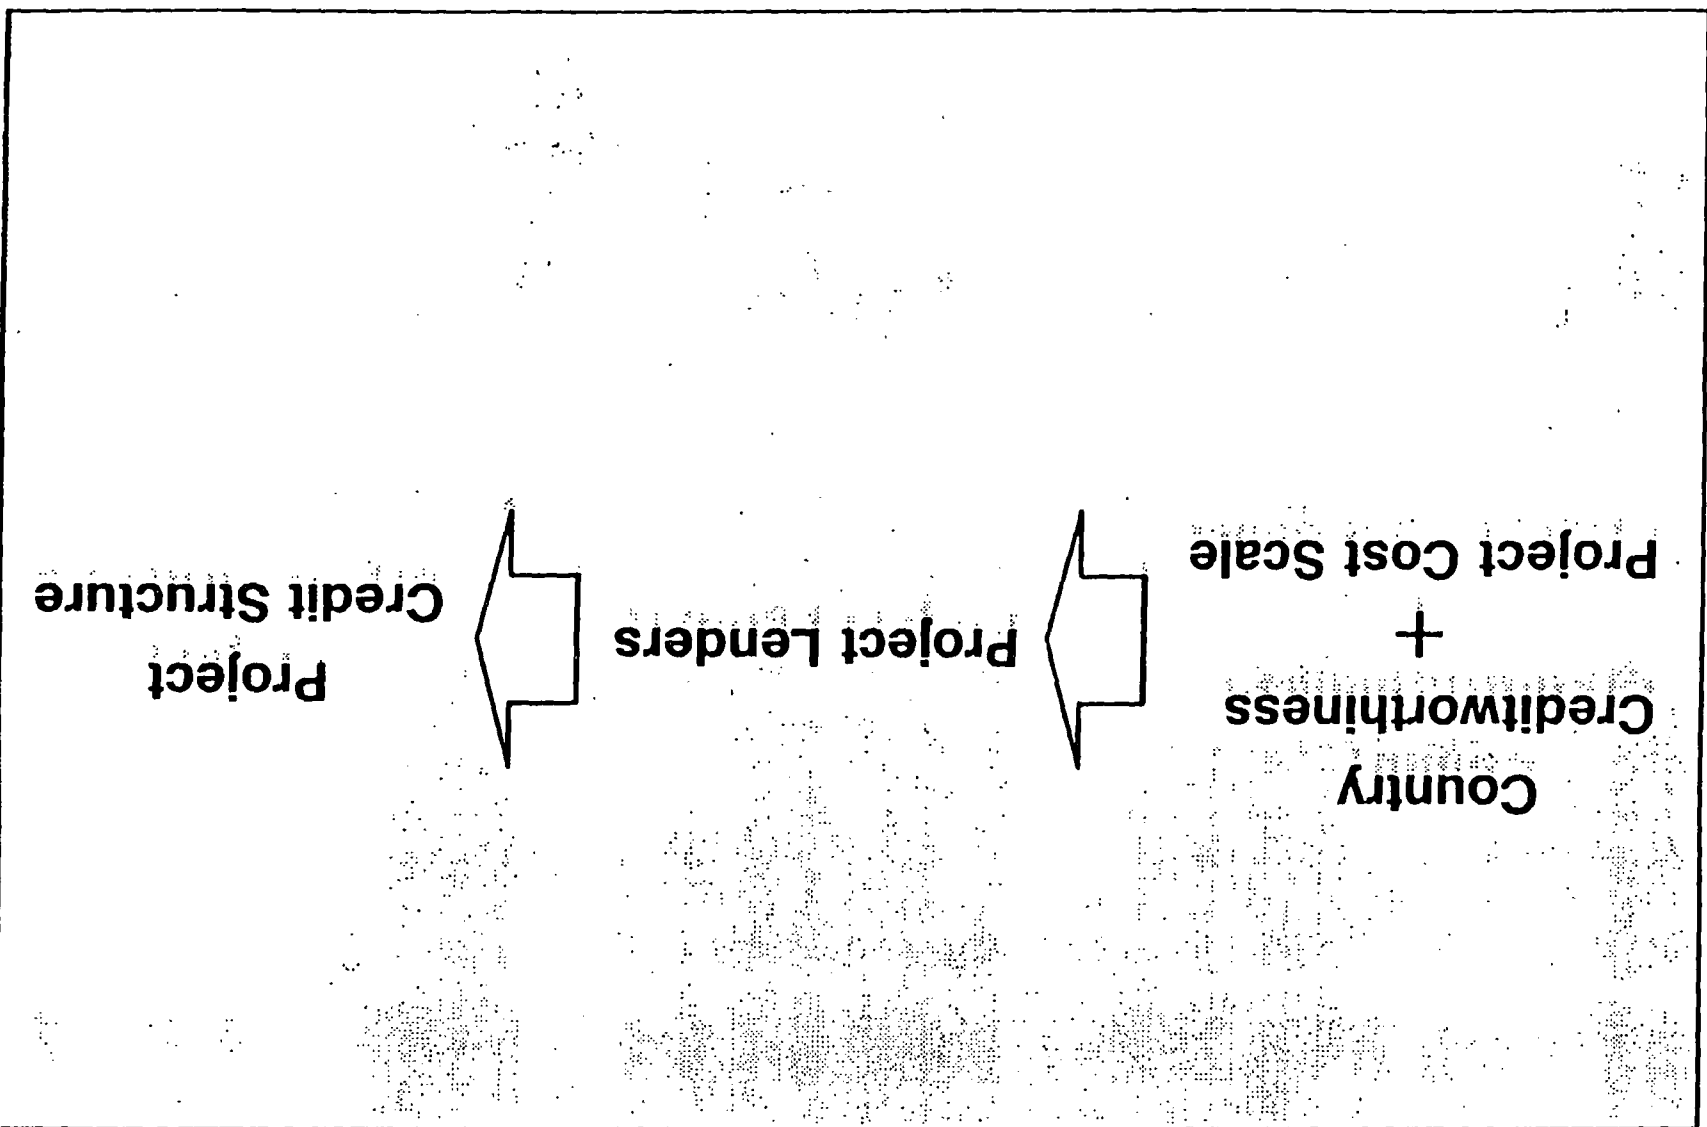 Country
Creditworthiness
+
Project Cost Scale
Project Lenders
Project
Credit Structure